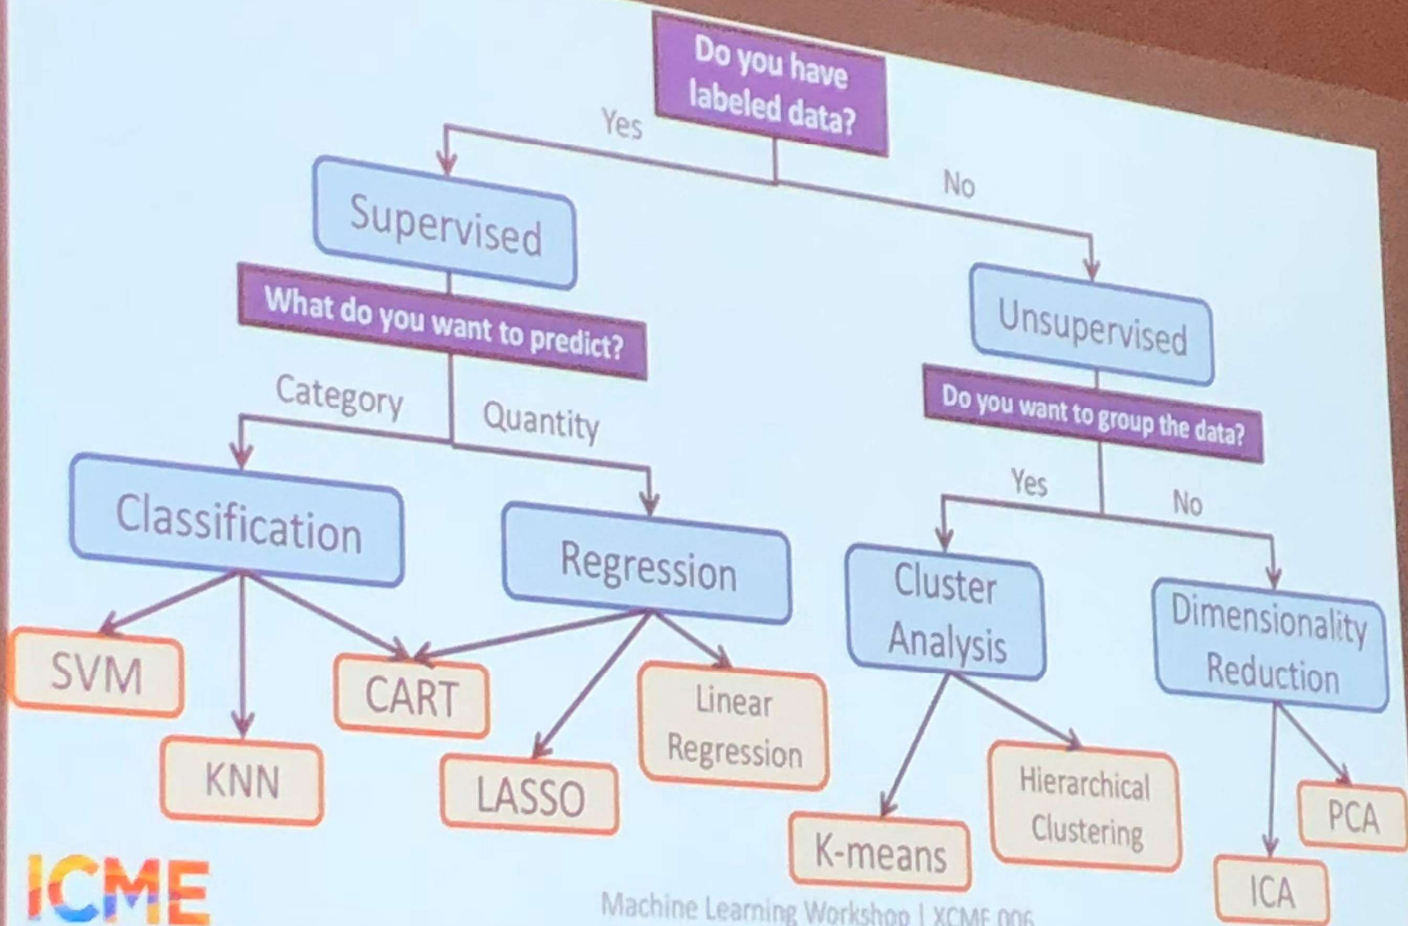 Do you have
labeled data?
Yes
No
Supervised
Unsupervised
What do you want to predict?
Do you want to group the data?
Category
Quantity
Yes
No
Classification
Regression
Cluster
Analysis
Dimensionality
Reduction
SVM
KNN
CART
LASSO
Linear
Regression
K-means
Hierarchical
Clustering
ICA
PCA
ICME
Machine Learning Workshop | XCME 006